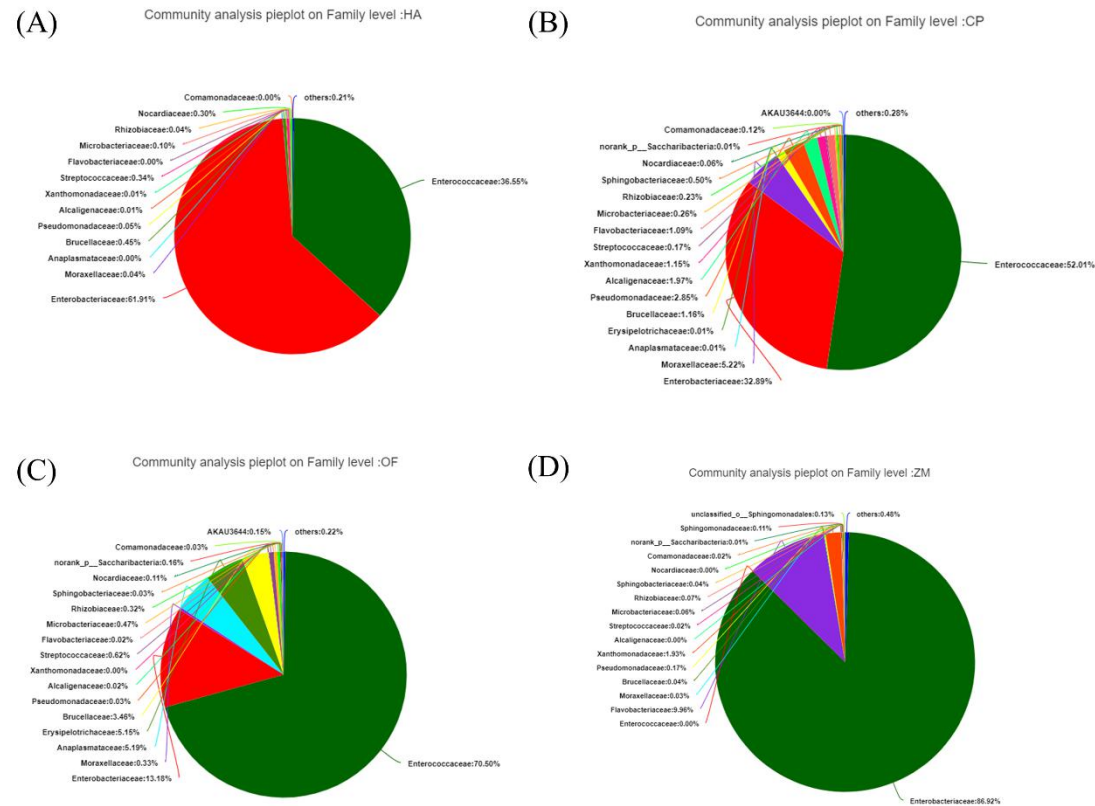 (A)
Community analysis pieplot on Family level :HA
Comamonadaceae:0.00%
others:0.21%
Nocardiaceae:0.30%
Rhizobiaceae:0.04%
Microbacteriaceae:0.10%
Flavobacteriaceae:0.00%
Streptococcaceae:0.34%
Xanthomonadaceae:0.01%
Alcaligenaceae:0.01%
Pseudomonadaceae:0.05%
Brucellaceae:0.45%
Anaplasmataceae:0.00%
Moraxellaceae:0.04%
Enterobacteriaceae:61.91%
Enterococcaceae:36.55%
(B)
Community analysis pieplot on Family level :CP
AKAU3644:0.00%
others:0.28%
Comamonadaceae:0.12%
norank_p__Saccharibacteria:0.01%
Nocardiaceae:0.06%
Sphingobacteriaceae:0.50%
Rhizobiaceae:0.23%
Microbacteriaceae:0.26%
Flavobacteriaceae:1.09%
Streptococcaceae:0.17%
Xanthomonadaceae:1.15%
Alcaligenaceae:1.97%
Pseudomonadaceae:2.85%
Brucellaceae:1.16%
Erysipelotrichaceae:0.01%
Anaplasmataceae:0.01%
Moraxellaceae:5.22%
Enterobacteriaceae:32.89%
Enterococcaceae:52.01%
(C)
Community analysis pieplot on Family level :OF
AKAU3644:0.15%
others:0.22%
Comamonadaceae:0.03%
norank_p__Saccharibacteria:0.16%
Nocardiaceae:0.11%
Sphingobacteriaceae:0.03%
Rhizobiaceae:0.32%
Microbacteriaceae:0.47%
Flavobacteriaceae:0.02%
Streptococcaceae:0.62%
Xanthomonadaceae:0.00%
Alcaligenaceae:0.02%
Pseudomonadaceae:0.03%
Brucellaceae:3.46%
Erysipelotrichaceae:5.15%
Anaplasmataceae:5.19%
Moraxellaceae:0.33%
Enterobacteriaceae:13.18%
Enterococcaceae:70.50%
(D)
Community analysis pieplot on Family level :ZM
unclassified_o__Sphingomonadales:0.13%
others:0.48%
Sphingomonadaceae:0.11%
norank_p__Saccharibacteria:0.01%
Comamonadaceae:0.02%
Nocardiaceae:0.00%
Sphingobacteriaceae:0.04%
Rhizobiaceae:0.07%
Microbacteriaceae:0.06%
Streptococcaceae:0.02%
Alcaligenaceae:0.00%
Xanthomonadaceae:1.93%
Pseudomonadaceae:0.17%
Brucellaceae:0.04%
Moraxellaceae:0.03%
Flavobacteriaceae:9.96%
Enterococcaceae:0.00%
Enterobacteriaceae:86.92%